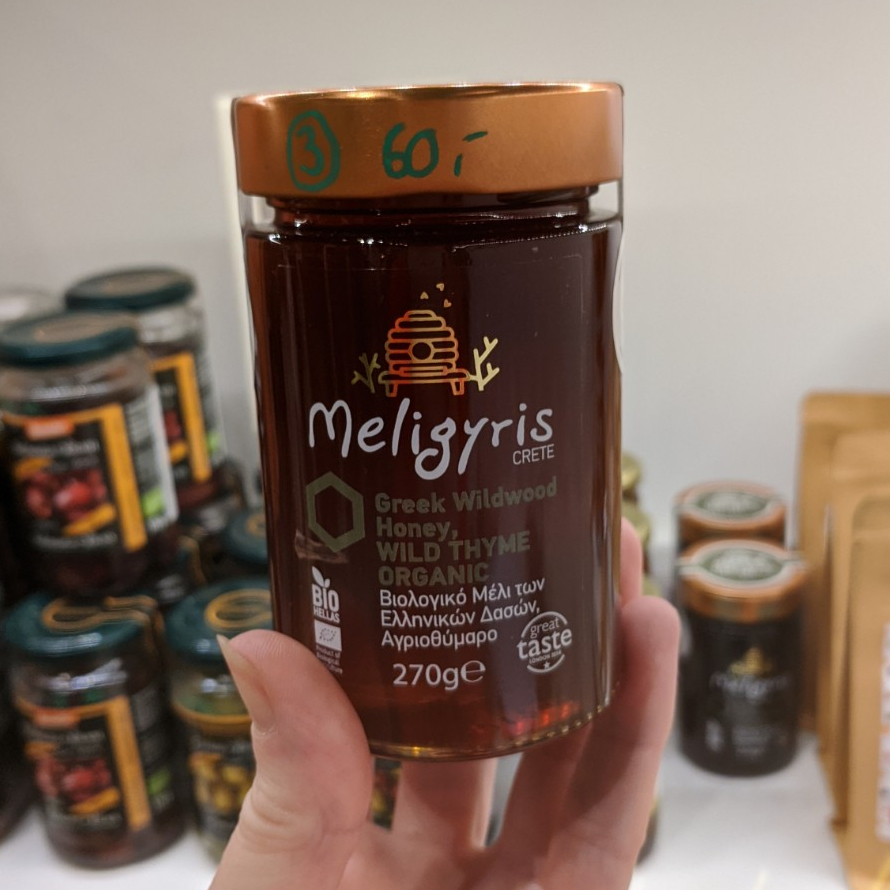 3 60,-
Meligyris
CRETE
Greek Wildwood
Honey,
WILD THYME
ORGANIC
Βιολογικό Μέλι των
Ελληνικών Δασών,
Αγριοθύμαρο
270g℮
BIO
HELLAS
great
taste
Meligyris